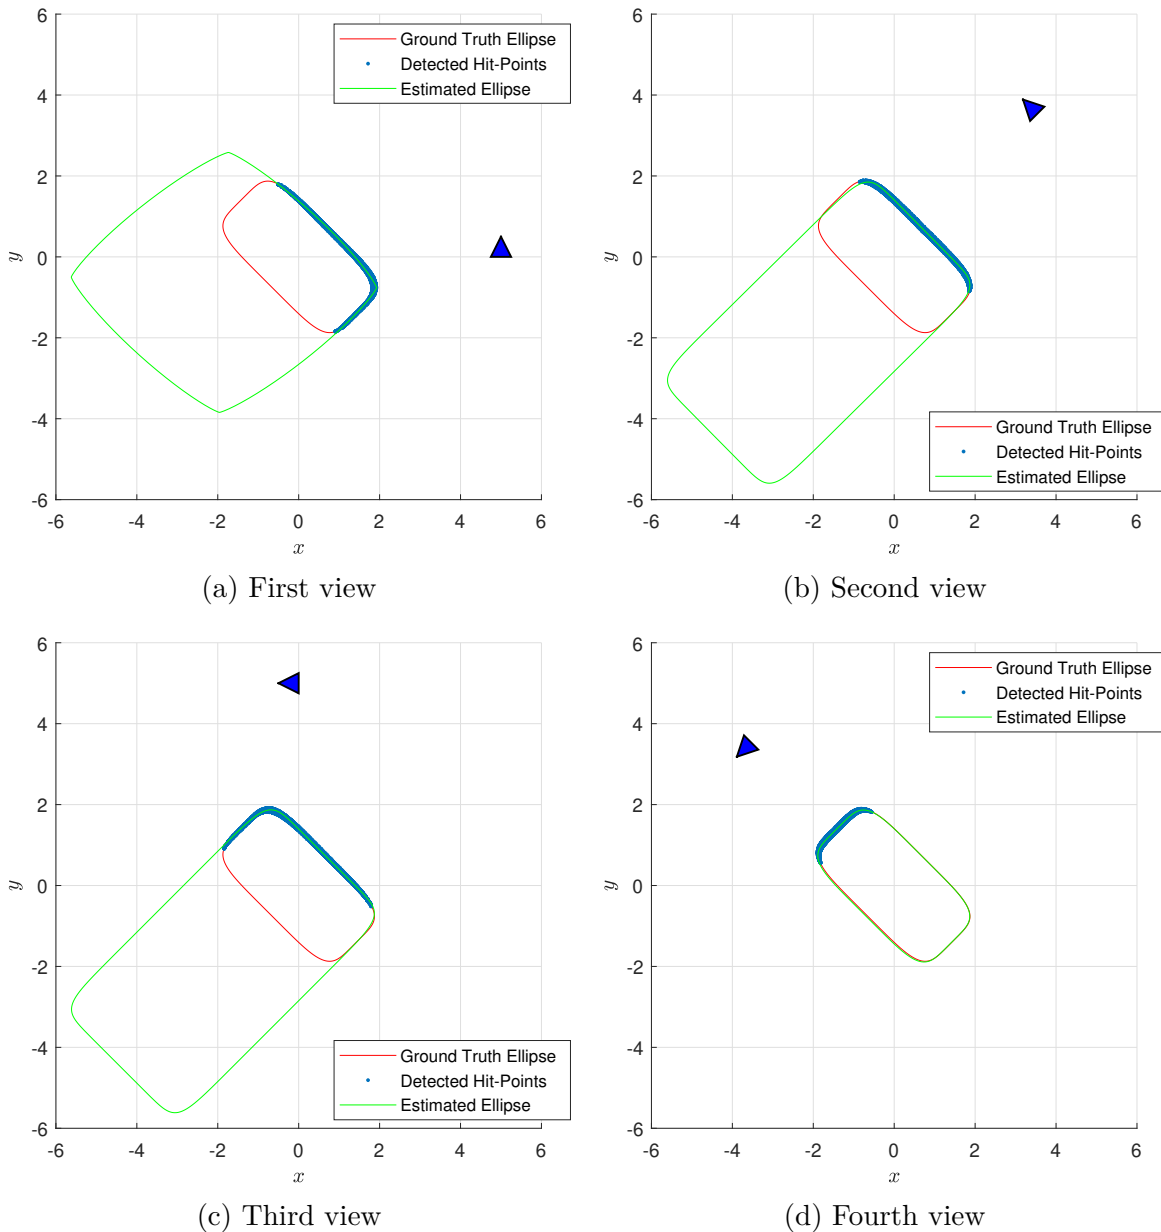 6
4
2
0
-2
-4
-6
y
-6 -4 -2 0 2 4 6
x
Ground Truth Ellipse
Detected Hit-Points
Estimated Ellipse
(a) First view
6
4
2
0
-2
-4
-6
y
-6 -4 -2 0 2 4 6
x
Ground Truth Ellipse
Detected Hit-Points
Estimated Ellipse
(b) Second view
6
4
2
0
-2
-4
-6
y
-6 -4 -2 0 2 4 6
x
Ground Truth Ellipse
Detected Hit-Points
Estimated Ellipse
(c) Third view
6
4
2
0
-2
-4
-6
y
-6 -4 -2 0 2 4 6
x
Ground Truth Ellipse
Detected Hit-Points
Estimated Ellipse
(d) Fourth view